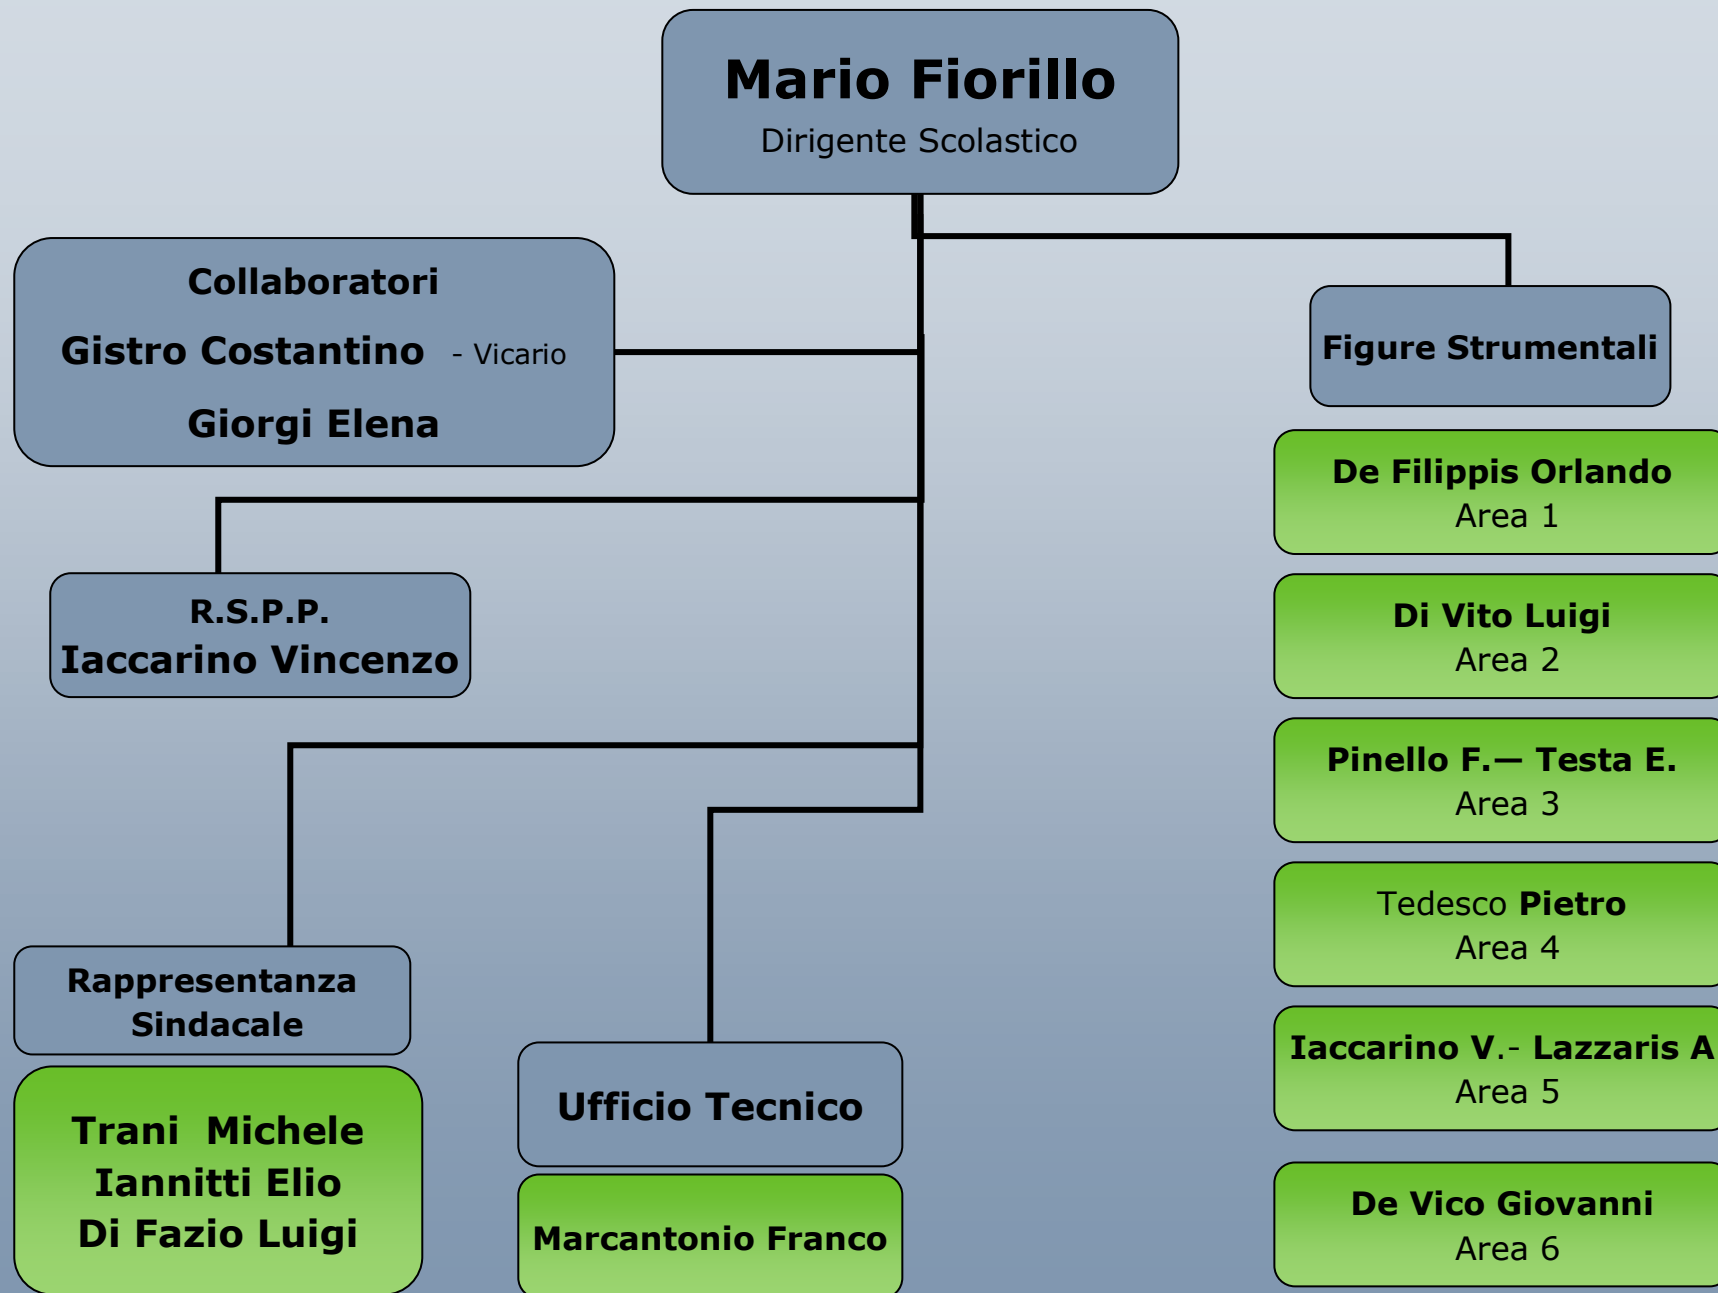 Mario Fiorillo
Dirigente Scolastico
Collaboratori
Gistro Costantino - Vicario
Giorgi Elena
R.S.P.P.
Iaccarino Vincenzo
Rappresentanza
Sindacale
Trani Michele
Iannitti Elio
Di Fazio Luigi
Ufficio Tecnico
Marcantonio Franco
Figure Strumentali
De Filippis Orlando
Area 1
Di Vito Luigi
Area 2
Pinello F.— Testa E.
Area 3
Tedesco Pietro
Area 4
Iaccarino V.- Lazzaris A
Area 5
De Vico Giovanni
Area 6